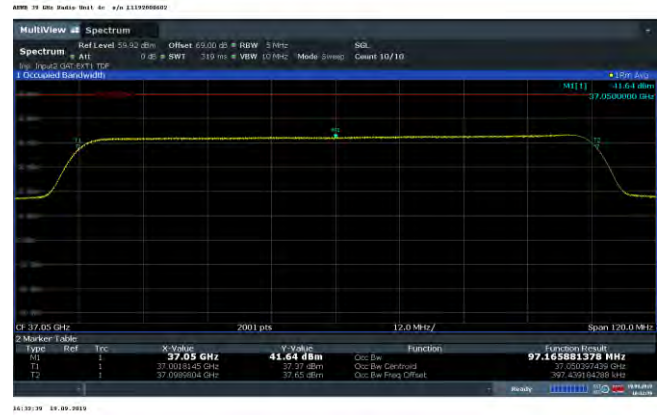 MultiView Spectrum
Spectrum Ref Level 59.92 dBm Offset 69.00 dB RBW 5 MHz SGL
Att 0 dB SWT 319 ms VBW 10 MHz Mode Sweep Count 10/10
1 Occupied Bandwidth 1Rm Avg
M1[1] 41.64 dBm
37.0500000 GHz
M1
T1
T2
CF 37.05 GHz 2001 pts 12.0 MHz/ Span 120.0 MHz
2 Marker Table
Type Ref Trc X-Value Y-Value Function Function Result
M1 1 37.05 GHz 41.64 dBm Occ Bw 97.165881378 MHz
T1 1 37.0018145 GHz 37.37 dBm Occ Bw Centroid 37.050397439 GHz
T2 1 37.0989804 GHz 37.65 dBm Occ Bw Freq Offset 397.439184288 kHz
Ready
16:32:39 19.09.2019